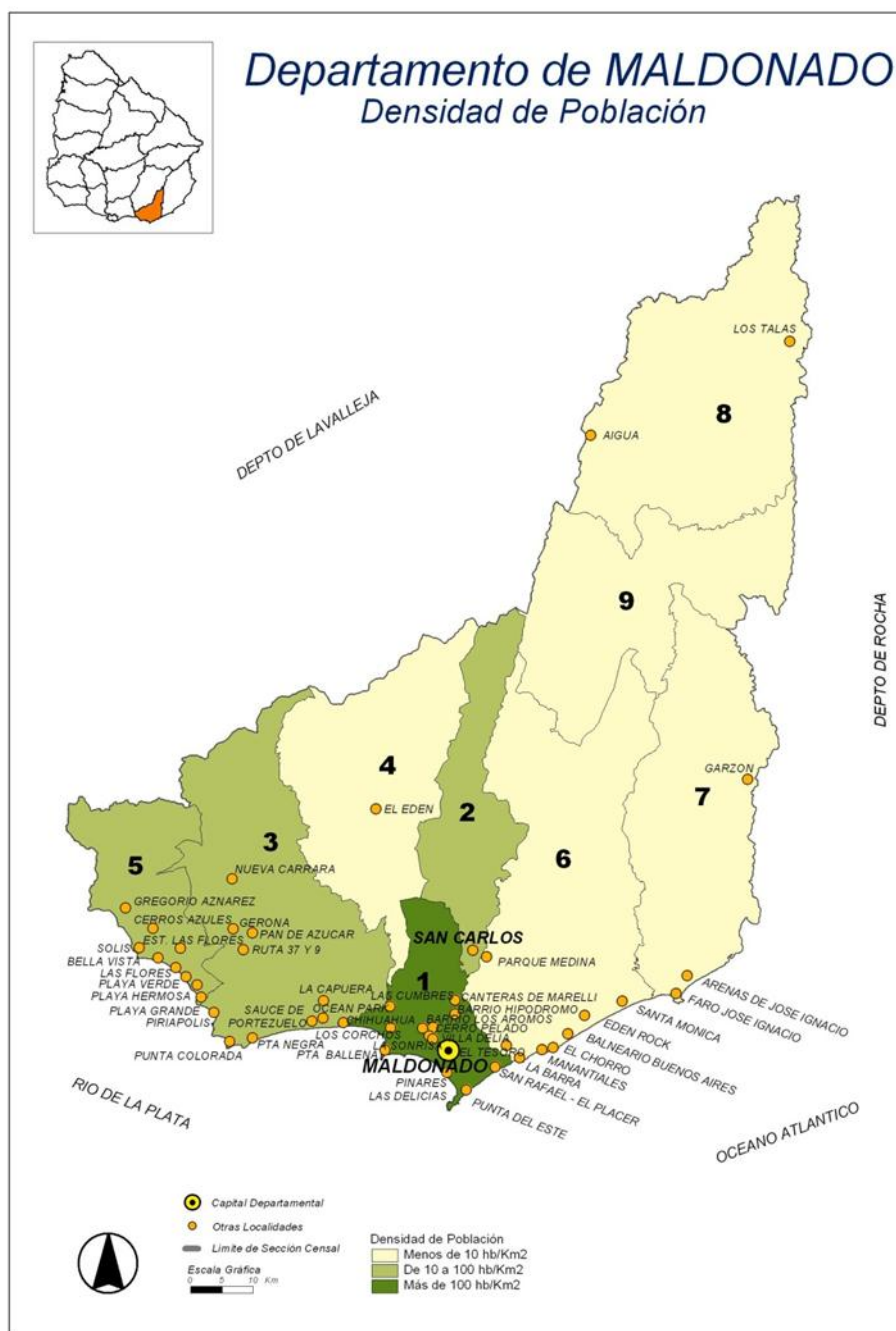 Departamento de MALDONADO
Densidad de Población
LOS TALAS
8
AIGUA
DEPTO DE LAVALLEJA
9
DEPTO DE ROCHA
4
EL EDEN
2
GARZON
7
6
3
5
NUEVA CARRARA
GREGORIO AZNAREZ
CERROS AZULES
GERONA
EST. LAS FLORES
PAN DE AZUCAR
SAN CARLOS
SOLIS
RUTA 37 Y 9
BELLA VISTA
PARQUE MEDINA
LAS FLORES
PLAYA VERDE
1
PLAYA HERMOSA
LA CAPUERA
LAS CUMBRES
CANTERAS DE MARELLI
ARENAS DE JOSE IGNACIO
PLAYA GRANDE
SAUCE DE PORTEZUELO
OCEAN PARK
BARRIO HIPODROMO
FARO JOSE IGNACIO
PIRIAPOLIS
CHIHUAHUA
BARRIO LOS AROMOS
SANTA MONICA
LOS CORCHOS
CERRO PELADO
EDEN ROCK
PUNTA COLORADA
PTA NEGRA
LA SONRISA
VILLA DELIA
BALNEARIO BUENOS AIRES
PTA BALLENA
EL TESORO
EL CHORRO
MALDONADO
MANANTIALES
LA BARRA
PINARES
LAS DELICIAS
SAN RAFAEL - EL PLACER
PUNTA DEL ESTE
RIO DE LA PLATA
OCEANO ATLANTICO
Capital Departamental
Otras Localidades
Limite de Sección Censal
Escala Gráfica
0 5 10 Km
Densidad de Población
Menos de 10 hb/Km2
De 10 a 100 hb/Km2
Más de 100 hb/Km2